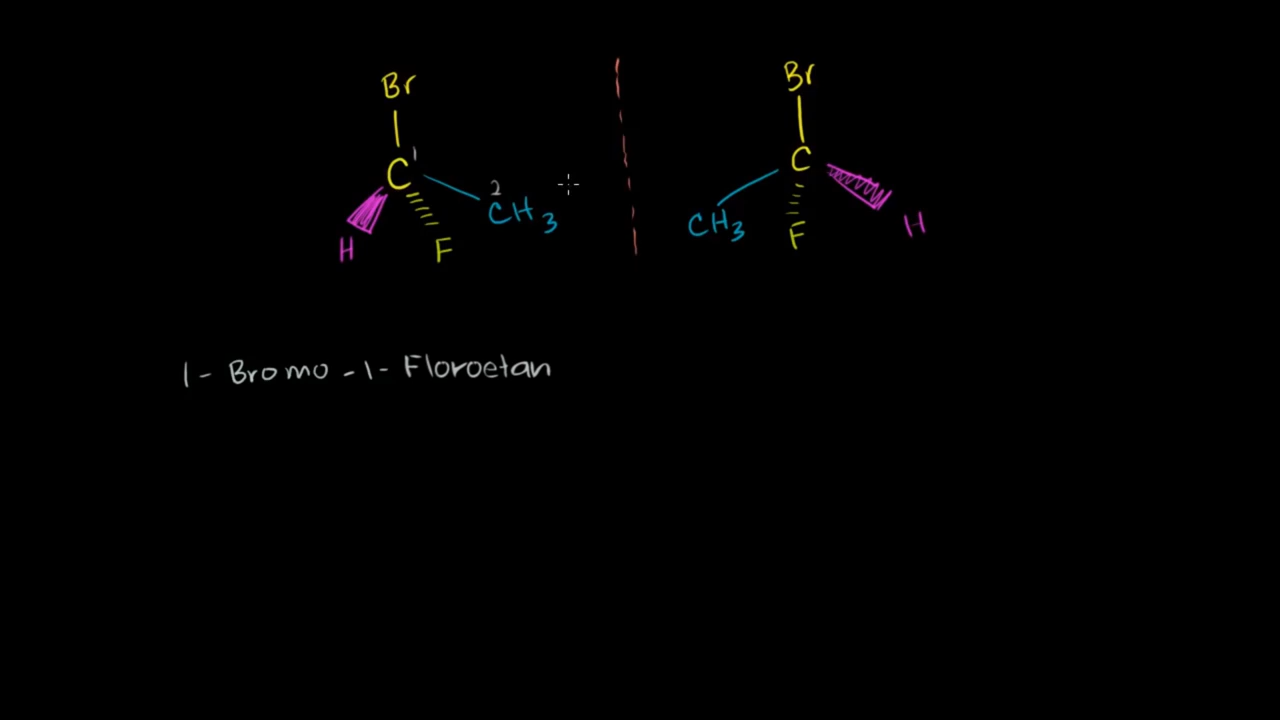 Br Br
C 1 C
2
CH3 CH3 H
H F F
1 - Bromo - 1 - Floroetan